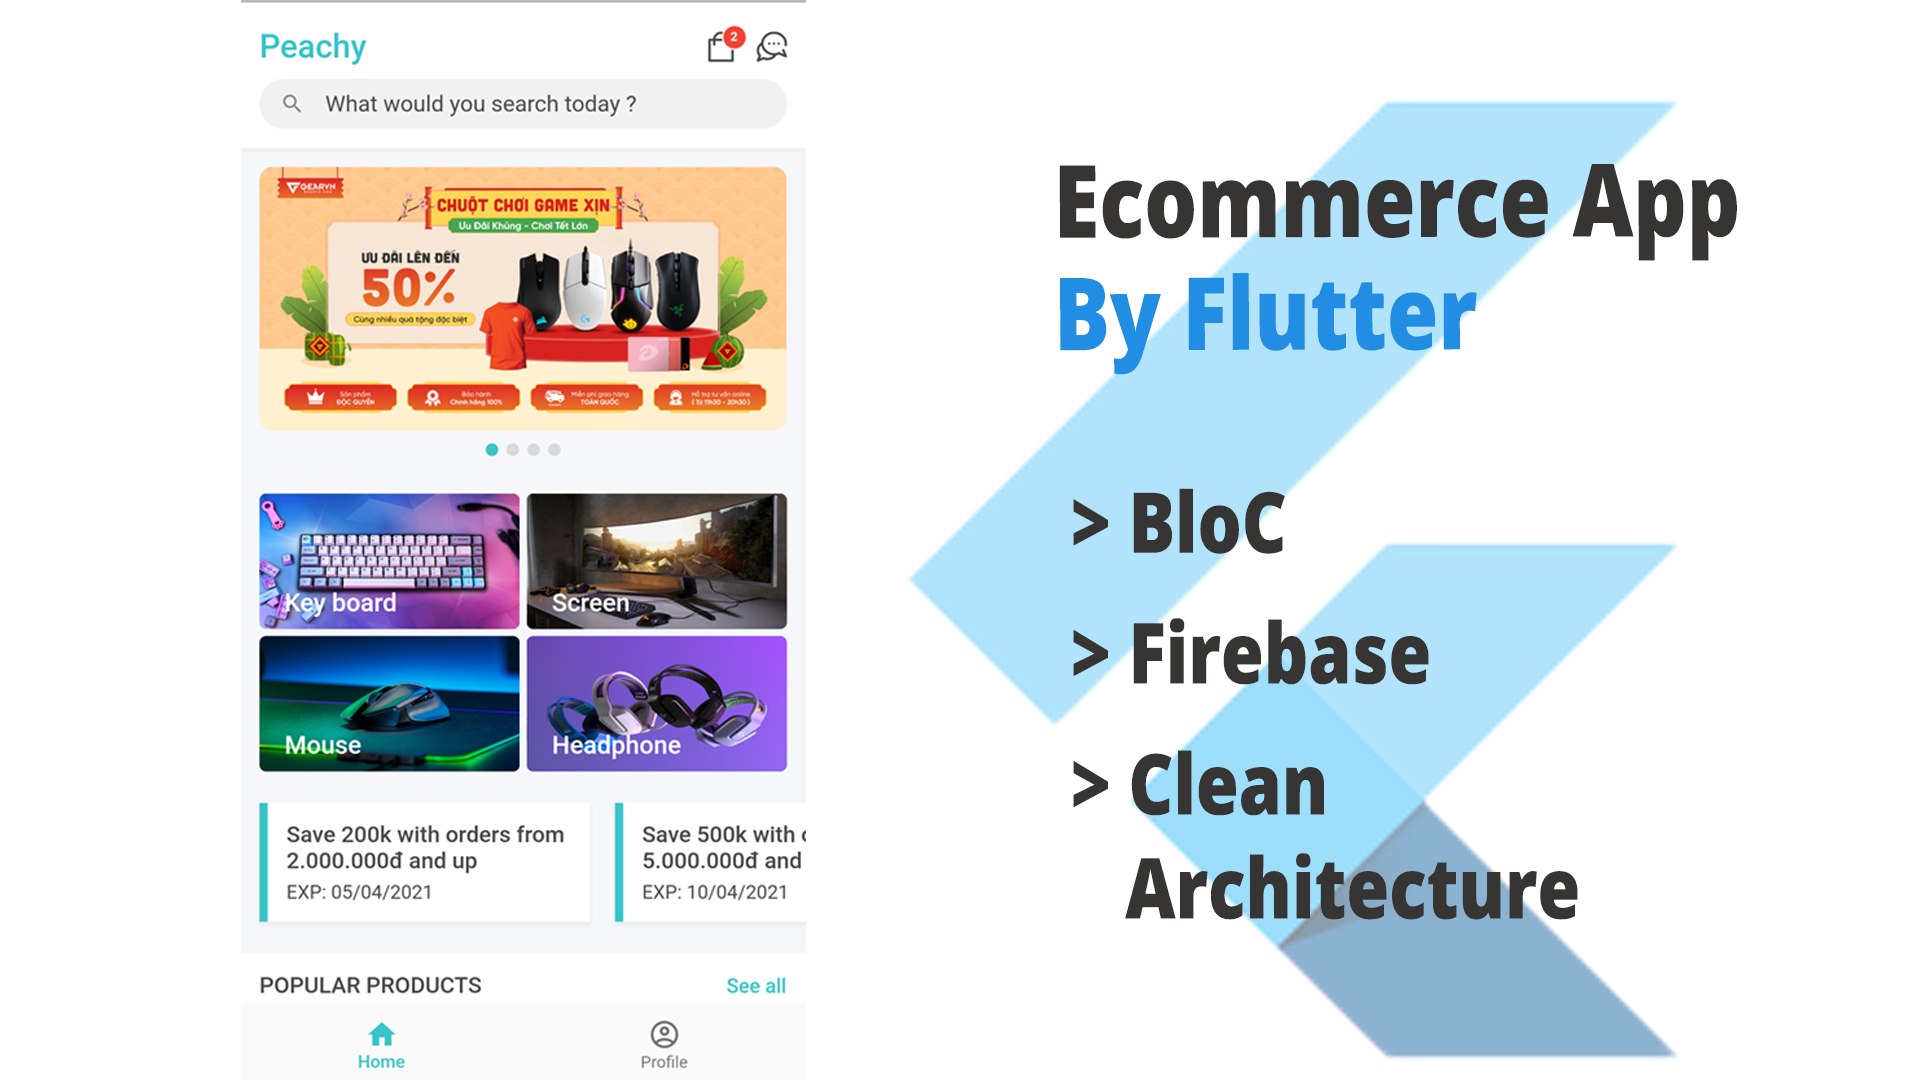 Peachy
2
What would you search today ?
GEARVN
CHUỘT CHƠI GAME XỊN
Ưu Đãi Khủng - Chơi Tết Lớn
ƯU ĐÃI LÊN ĐẾN
50%
Cùng nhiều quà tặng đặc biệt
Sản phẩm
ĐỘC QUYỀN
Bảo hành
Chính hãng 100%
Miễn phí giao hàng
TOÀN QUỐC
Hỗ trợ tư vấn online
( Từ 11h30 - 20h30 )
Key board
Screen
Mouse
Headphone
Save 200k with orders from
2.000.000đ and up
EXP: 05/04/2021
Save 500k with
5.000.000đ and
EXP: 10/04/2021
POPULAR PRODUCTS
See all
Home
Profile
Ecommerce App
By Flutter
> BloC
> Firebase
> Clean
Architecture